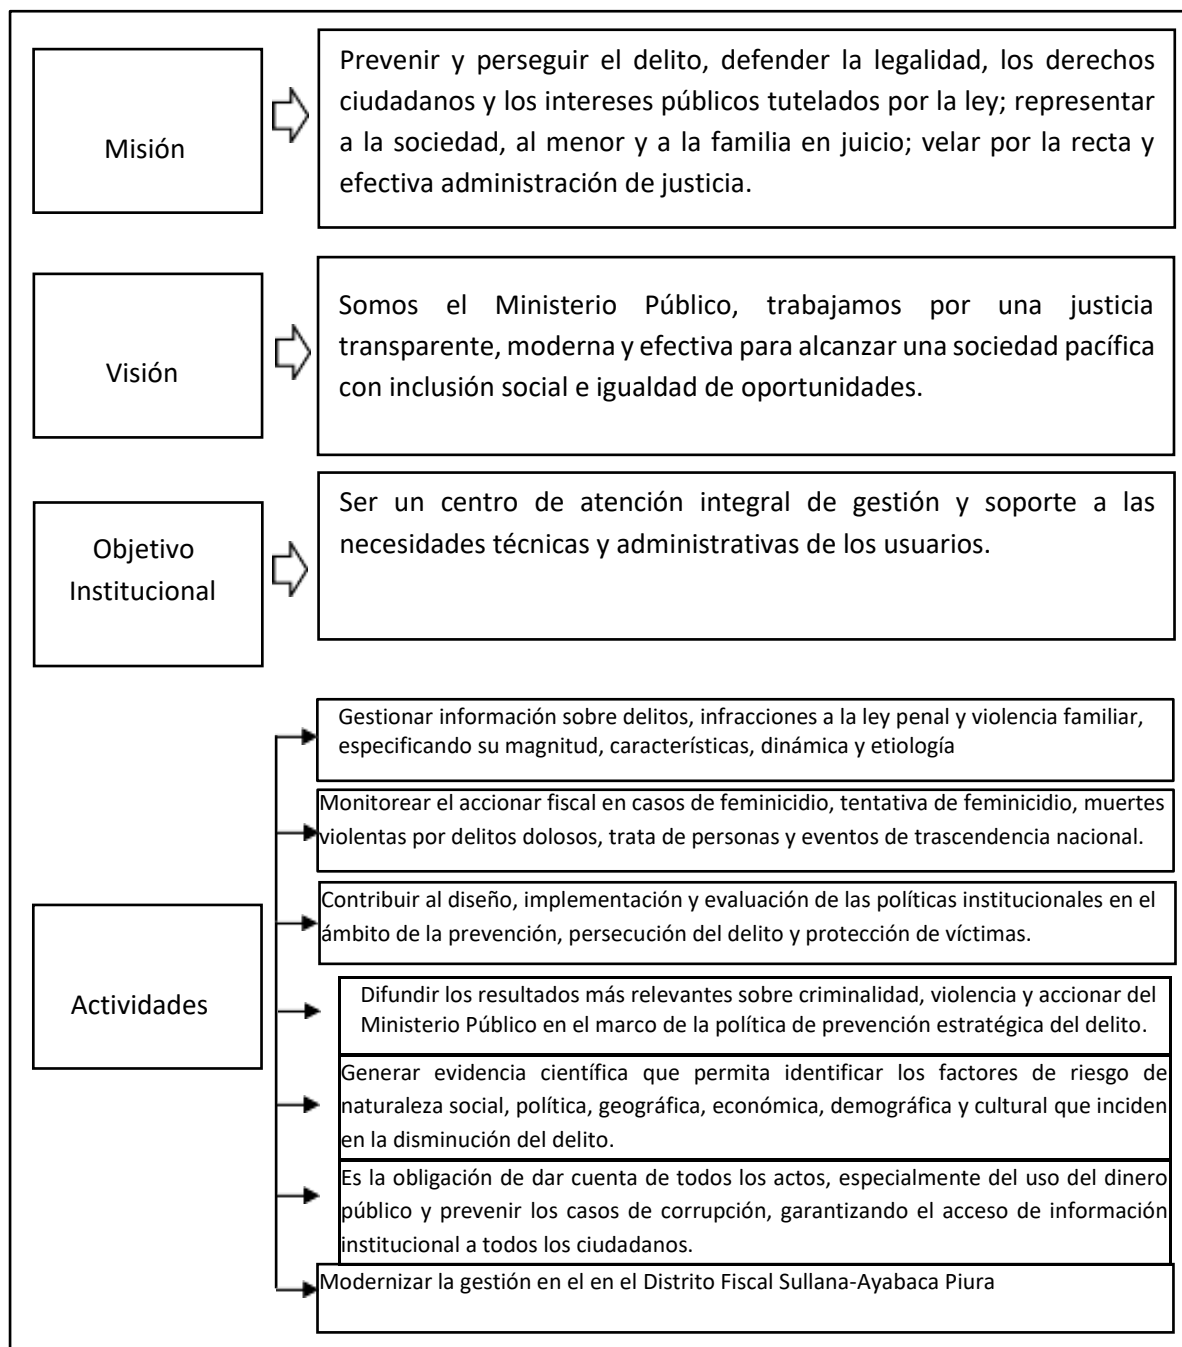 Misión
Prevenir y perseguir el delito, defender la legalidad, los derechos
ciudadanos y los intereses públicos tutelados por la ley; representar
a la sociedad, al menor y a la familia en juicio; velar por la recta y
efectiva administración de justicia.
Visión
Somos el Ministerio Público, trabajamos por una justicia
transparente, moderna y efectiva para alcanzar una sociedad pacífica
con inclusión social e igualdad de oportunidades.
Objetivo
Institucional
Ser un centro de atención integral de gestión y soporte a las
necesidades técnicas y administrativas de los usuarios.
Actividades
Gestionar información sobre delitos, infracciones a la ley penal y violencia familiar,
especificando su magnitud, características, dinámica y etiología
Monitorear el accionar fiscal en casos de feminicidio, tentativa de feminicidio, muertes
violentas por delitos dolosos, trata de personas y eventos de trascendencia nacional.
Contribuir al diseño, implementación y evaluación de las políticas institucionales en el
ámbito de la prevención, persecución del delito y protección de víctimas.
Difundir los resultados más relevantes sobre criminalidad, violencia y accionar del
Ministerio Público en el marco de la política de prevención estratégica del delito.
Generar evidencia científica que permita identificar los factores de riesgo de
naturaleza social, política, geográfica, económica, demográfica y cultural que inciden
en la disminución del delito.
Es la obligación de dar cuenta de todos los actos, especialmente del uso del dinero
público y prevenir los casos de corrupción, garantizando el acceso de información
institucional a todos los ciudadanos.
Modernizar la gestión en el en el Distrito Fiscal Sullana-Ayabaca Piura